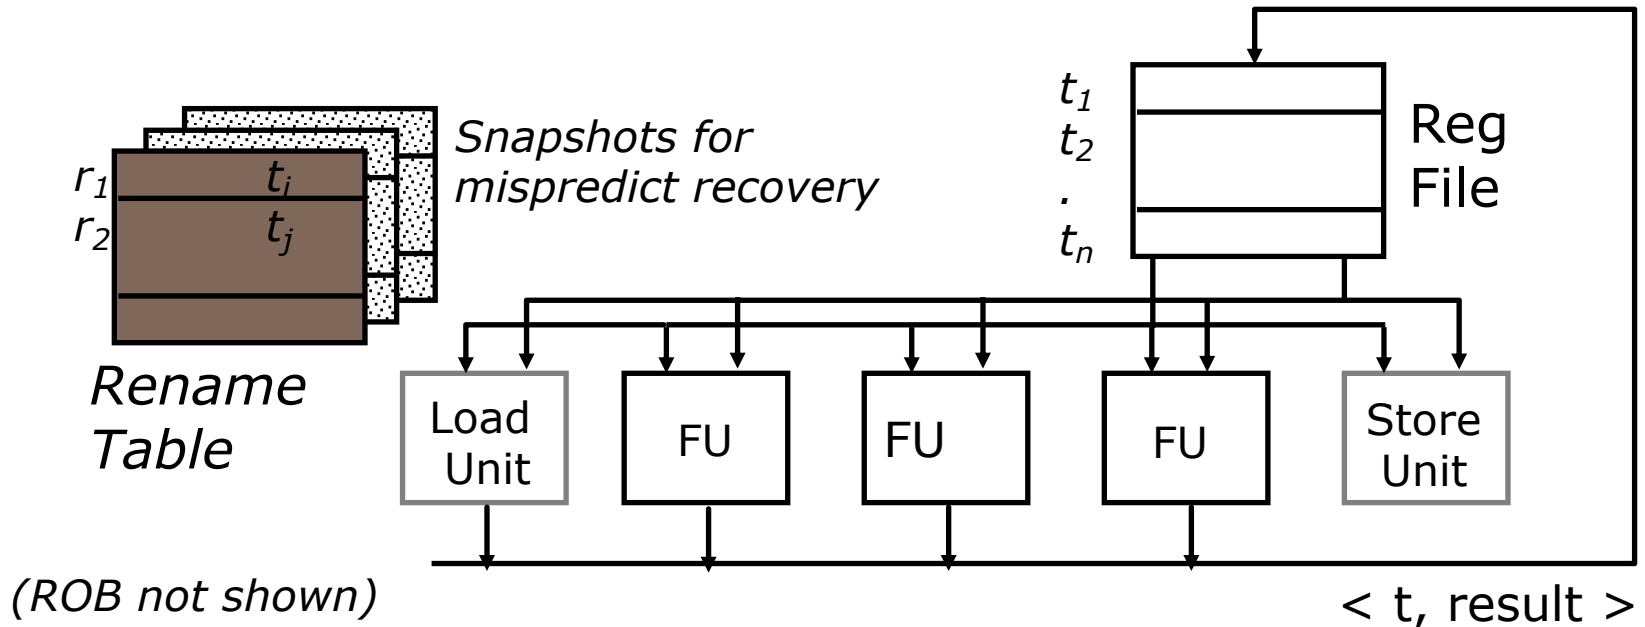 Snapshots for
mispredict recovery
r1 ti
r2 tj
Rename
Table
t1
t2
.
tn
Reg
File
Load
Unit
FU
FU
FU
Store
Unit
(ROB not shown)
< t, result >